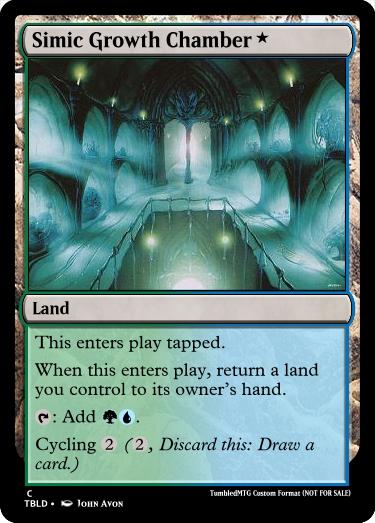 Simic Growth Chamber ★
Land
This enters play tapped.
When this enters play, return a land
you control to its owner's hand.
: Add .
Cycling 2 (2, Discard this: Draw a
card.)
C
TBLD • John Avon
TumbledMTG Custom Format (NOT FOR SALE)